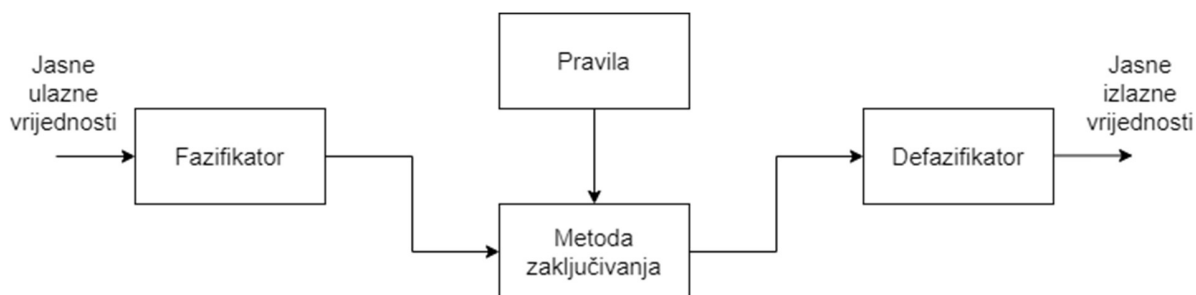 Jasne
ulazne
vrijednosti
Fazifikator
Pravila
Metoda
zaključivanja
Defazifikator
Jasne
izlazne
vrijednosti